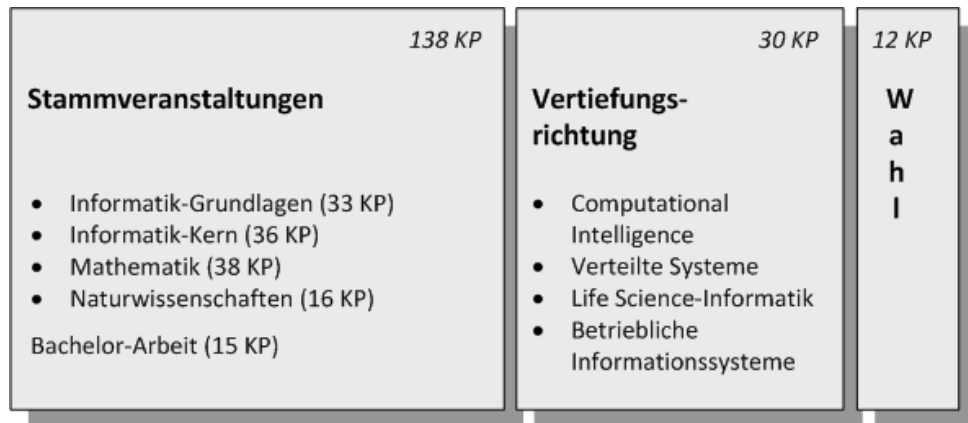 138 KP
Stammveranstaltungen
• Informatik-Grundlagen (33 KP)
• Informatik-Kern (36 KP)
• Mathematik (38 KP)
• Naturwissenschaften (16 KP)
Bachelor-Arbeit (15 KP)
30 KP
Vertiefungs-
richtung
• Computational
Intelligence
• Verteilte Systeme
• Life Science-Informatik
• Betriebliche
Informationssysteme
12 KP
W
a
h
l